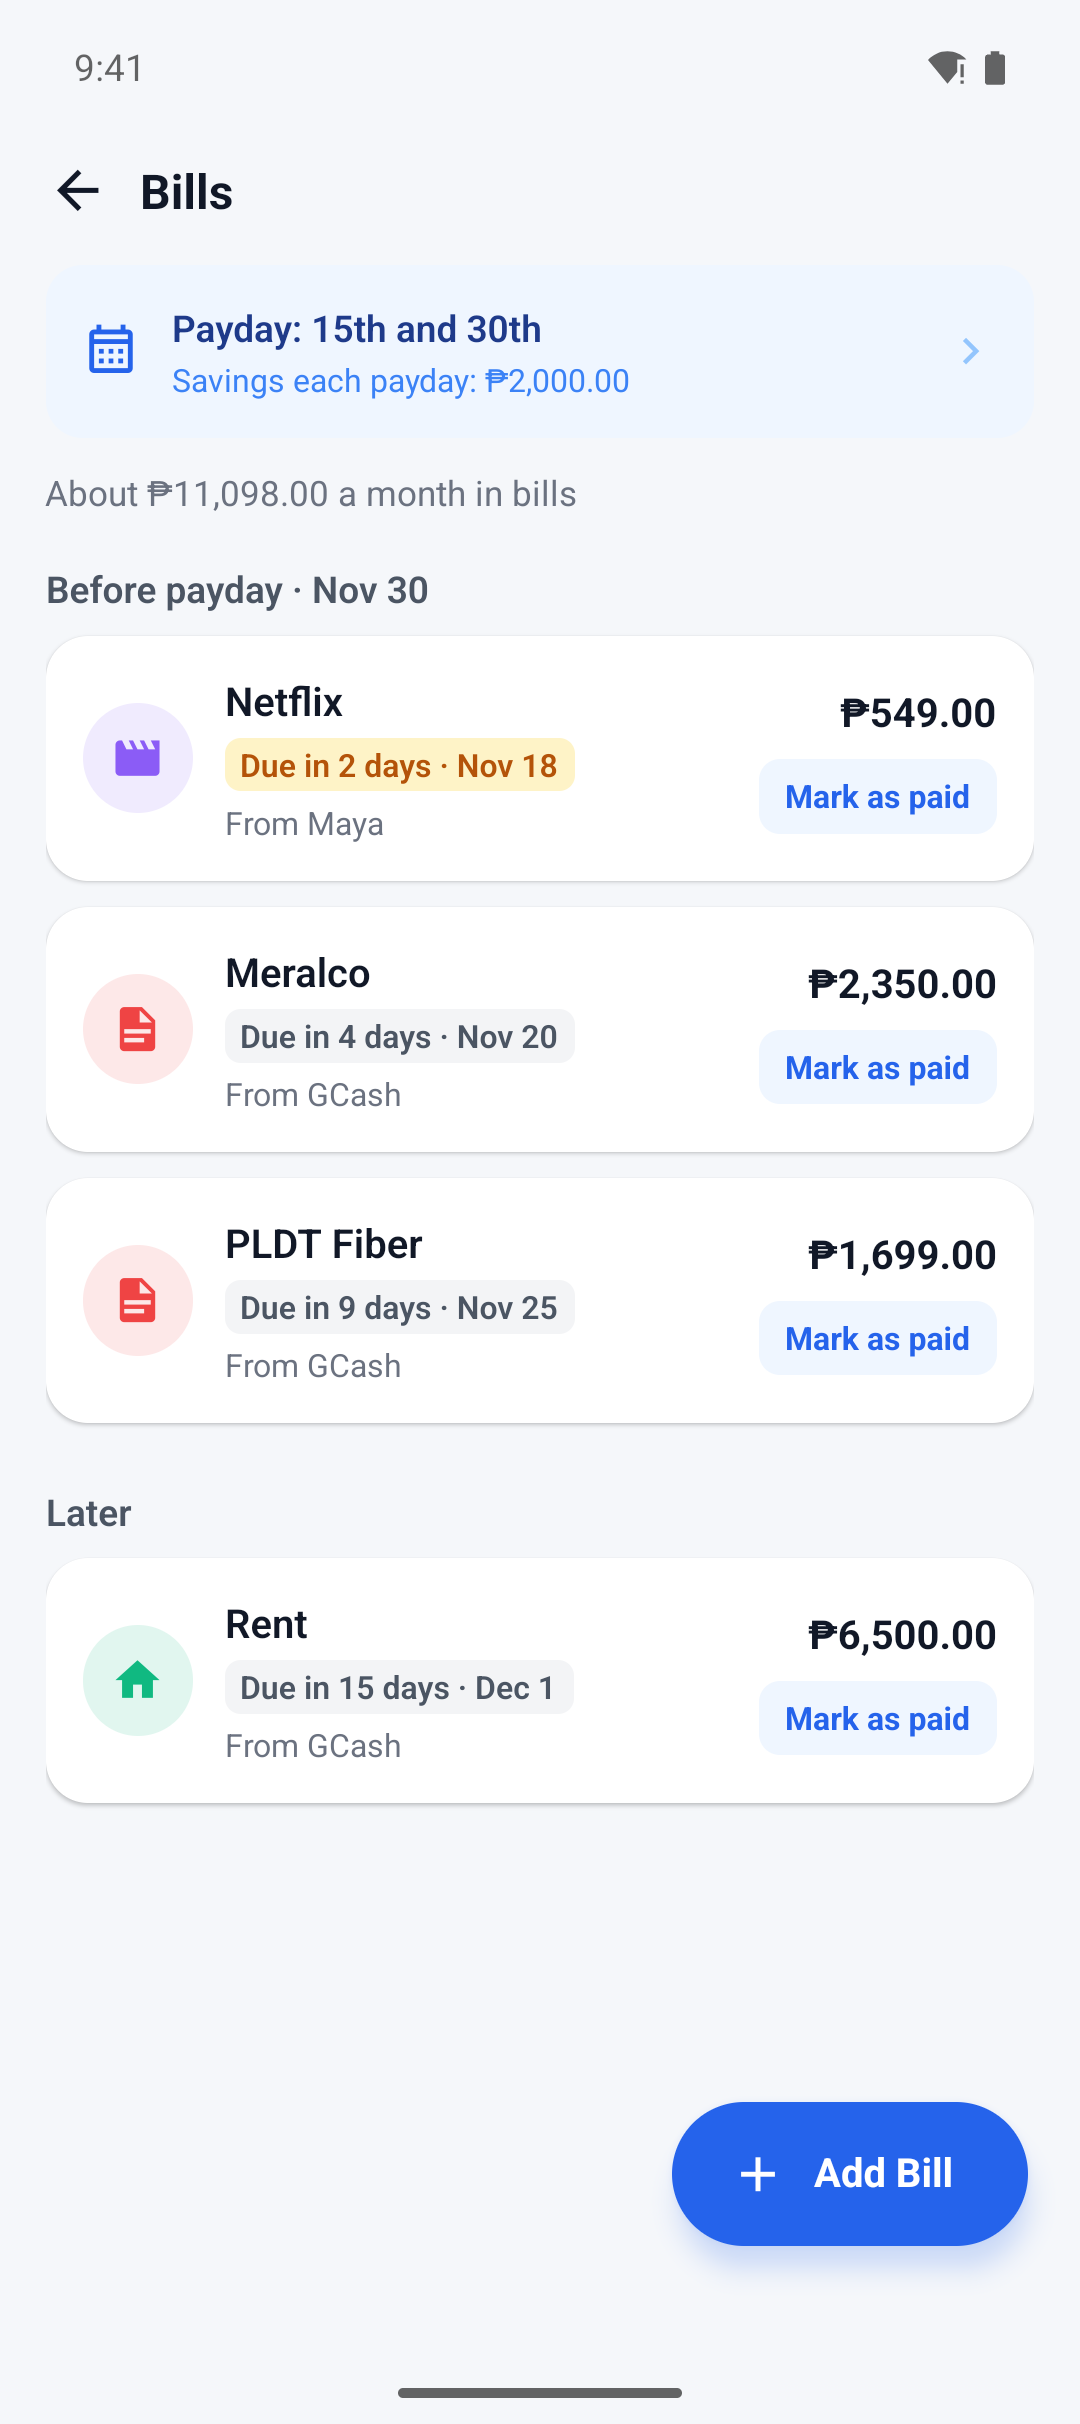 9:41
Bills
Payday: 15th and 30th
Savings each payday: ₱2,000.00
About ₱11,098.00 a month in bills
Before payday · Nov 30
Netflix
₱549.00
Due in 2 days · Nov 18
Mark as paid
From Maya
Meralco
₱2,350.00
Due in 4 days · Nov 20
Mark as paid
From GCash
PLDT Fiber
₱1,699.00
Due in 9 days · Nov 25
Mark as paid
From GCash
Later
Rent
₱6,500.00
Due in 15 days · Dec 1
Mark as paid
From GCash
Add Bill